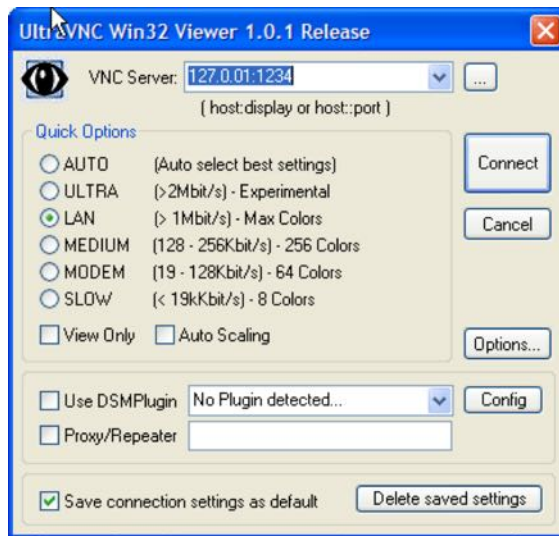 UltraVNC Win32 Viewer 1.0.1 Release
VNC Server: 127.0.01:1234 ...
( host:display or host::port )
Quick Options
AUTO (Auto select best settings)
ULTRA (>2Mbit/s) - Experimental
LAN (> 1Mbit/s) - Max Colors
MEDIUM (128 - 256Kbit/s) - 256 Colors
MODEM (19 - 128Kbit/s) - 64 Colors
SLOW (< 19kKbit/s) - 8 Colors
View Only Auto Scaling
Connect
Cancel
Options...
Use DSMPlugin No Plugin detected... Config
Proxy/Repeater
Save connection settings as default Delete saved settings